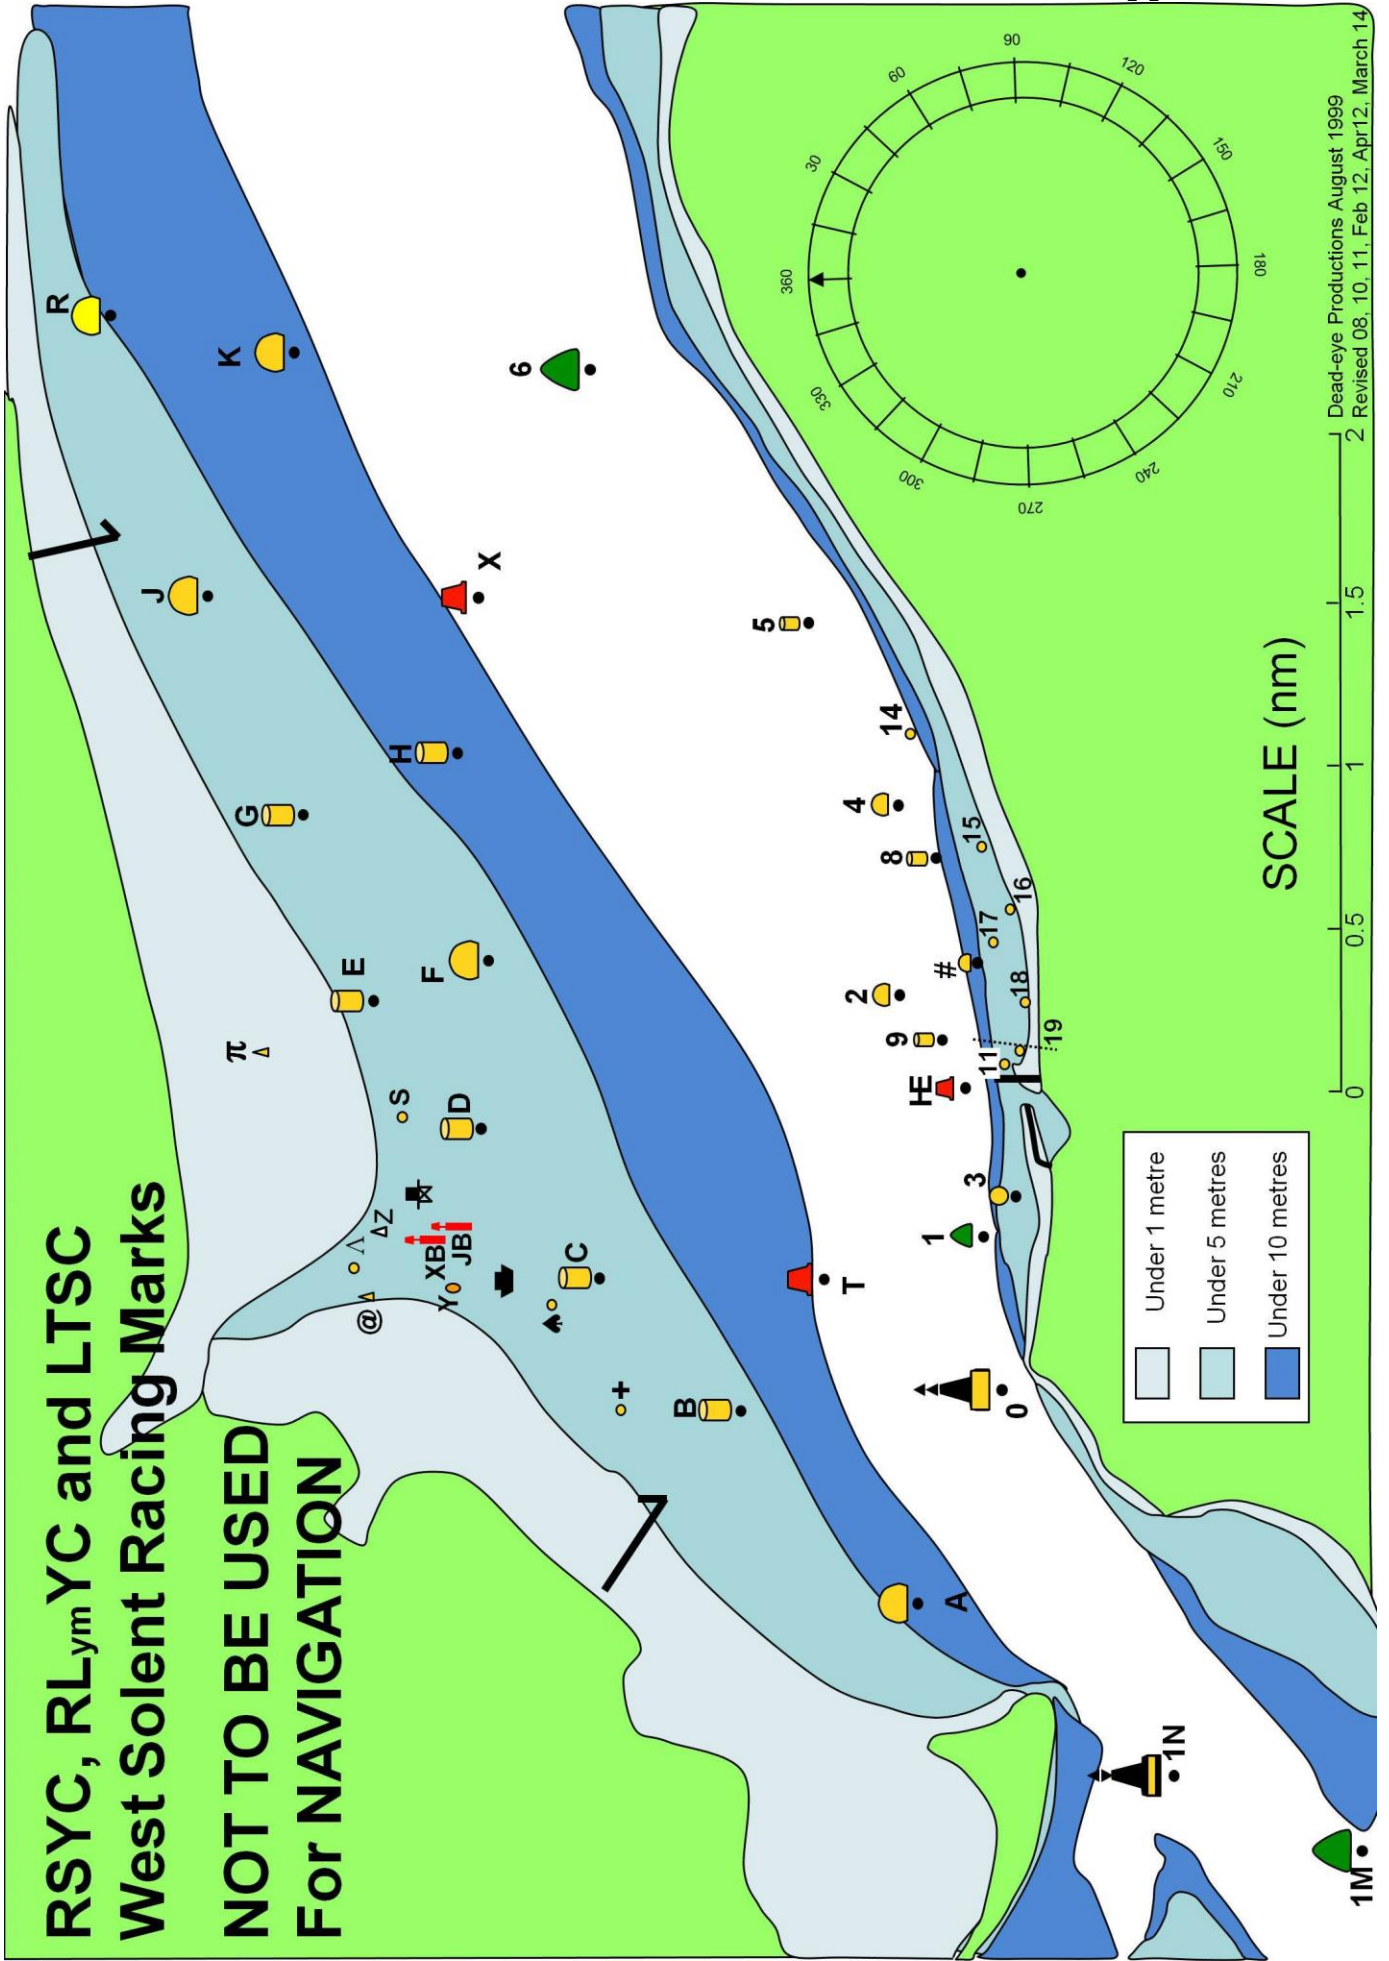 RSYC, RLymYC and LTSC
West Solent Racing Marks
NOT TO BE USED
For NAVIGATION
R
K
6
J
X
5
H
G
14
4
15
8
16
17
F
E
#
18
2
π
9
19
11
S
D
HE
Z
XB
JB
Λ
3
1
@
Y
C
♠
T
+
B
0
A
1N
1M
360
30
60
90
120
150
180
210
240
270
300
330
SCALE (nm)
0 0.5 1 1.5 2
Under 1 metre
Under 5 metres
Under 10 metres
Dead-eye Productions August 1999
Revised 08, 10, 11, Feb 12, Apr12, March 14